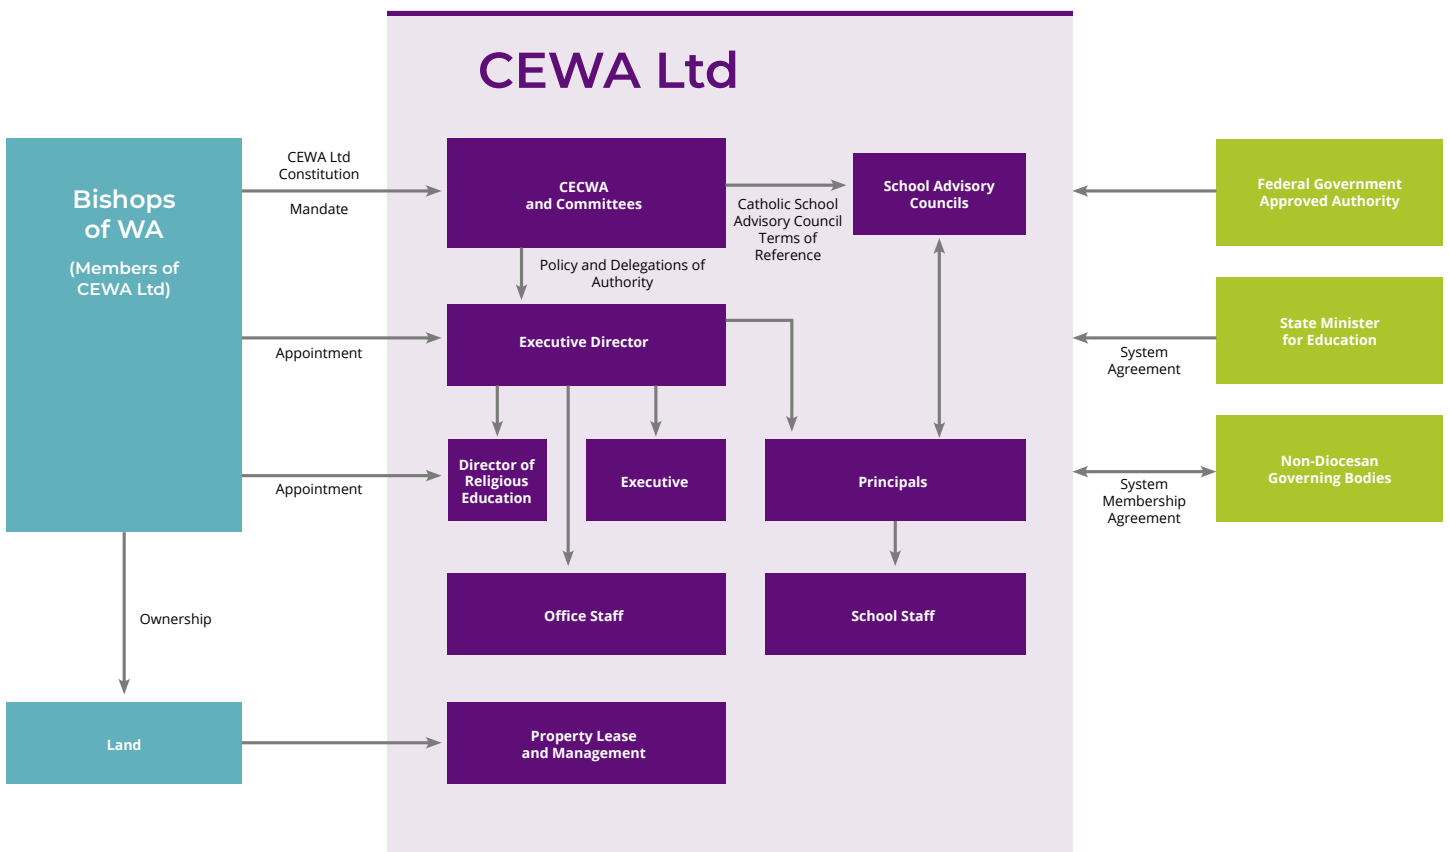 CEWA Ltd
Bishops
of WA
(Members of
CEWA Ltd)
CEWA Ltd
Constitution
Mandate
CECWA
and Committees
Catholic School
Advisory Council
Terms of
Reference
School Advisory
Councils
Federal Government
Approved Authority
Policy and Delegations of
Authority
Appointment
Executive Director
System
Agreement
State Minister
for Education
Appointment
Director of
Religious
Education
Executive
Principals
System
Membership
Agreement
Non-Diocesan
Governing Bodies
Office Staff
School Staff
Ownership
Land
Property Lease
and Management